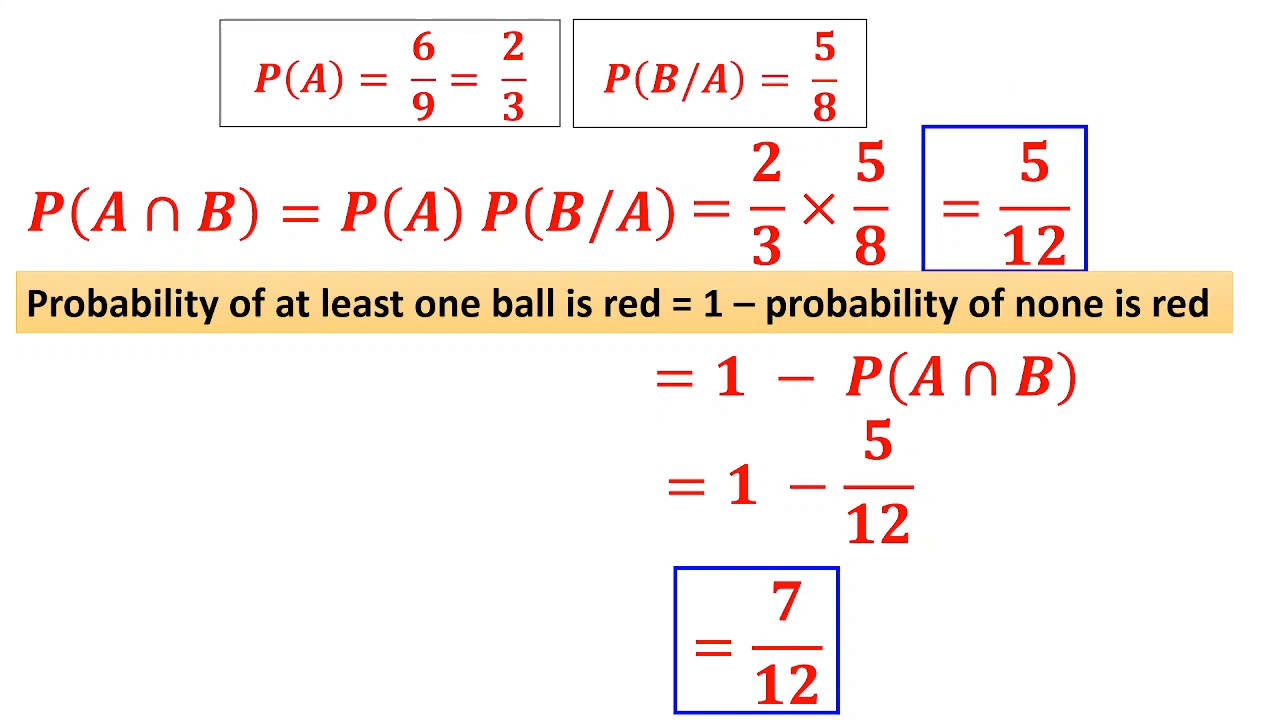 P(A) = 6/9 = 2/3
P(B/A) = 5/8
P(A ∩ B) = P(A) P(B/A) = 2/3 × 5/8 = 5/12
Probability of at least one ball is red = 1 – probability of none is red
= 1 − P(A ∩ B)
= 1 − 5/12
= 7/12